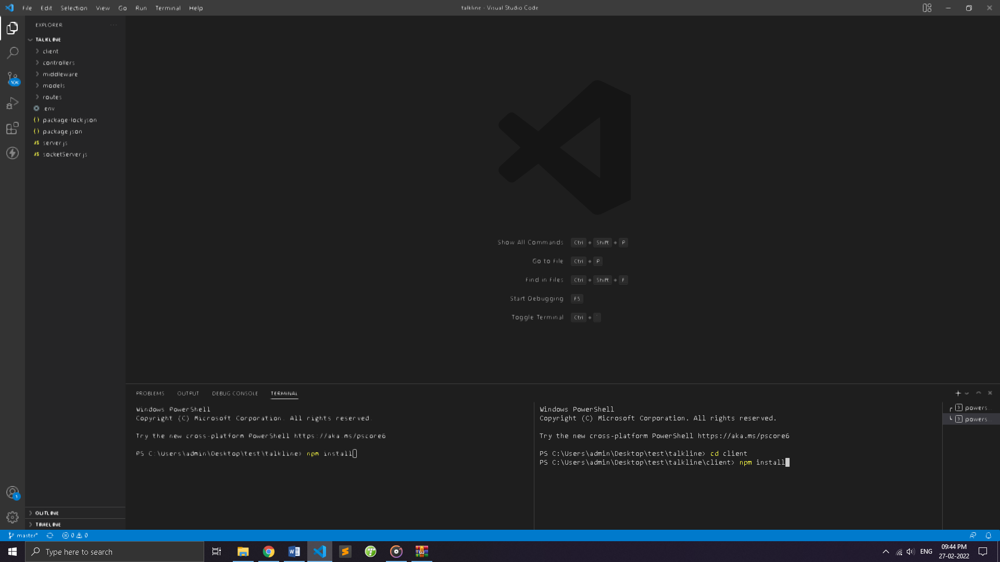 File Edit Selection View Go Run Terminal Help
talkline - Visual Studio Code
EXPLORER
TALKLINE
client
controllers
middleware
models
routes
.env
package-lock.json
package.json
server.js
socketServer.js
10K
Show All Commands Ctrl + Shift + P
Go to File Ctrl + P
Find in Files Ctrl + Shift + F
Start Debugging F5
Toggle Terminal Ctrl + `
PROBLEMS OUTPUT DEBUG CONSOLE TERMINAL
Windows PowerShell
Copyright (C) Microsoft Corporation. All rights reserved.
Try the new cross-platform PowerShell https://aka.ms/pscore6
PS C:\Users\admin\Desktop\test\talkline> npm install
Windows PowerShell
Copyright (C) Microsoft Corporation. All rights reserved.
Try the new cross-platform PowerShell https://aka.ms/pscore6
PS C:\Users\admin\Desktop\test\talkline> cd client
PS C:\Users\admin\Desktop\test\talkline\client> npm install
powers...
powers...
1
OUTLINE
TIMELINE
master* 0 0
Type here to search
ENG
09:44 PM
27-02-2022